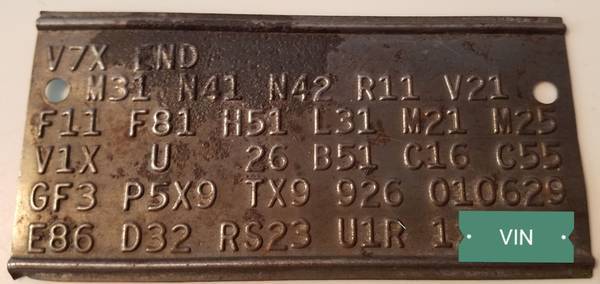 V7X END
M31 N41 N42 R11 V21
F11 F81 H51 L31 M21 M25
V1X U 26 B51 C16 C55
GF3 P5X9 TX9 926 010629
E86 D32 RS23 U1R 1
VIN